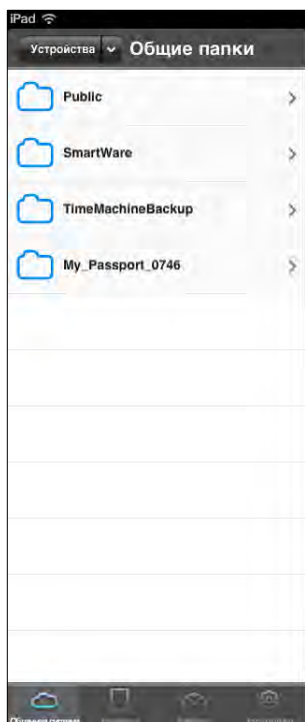 iPad
Устройства Общие папки
Public
SmartWare
TimeMachineBackup
My_Passport_0746